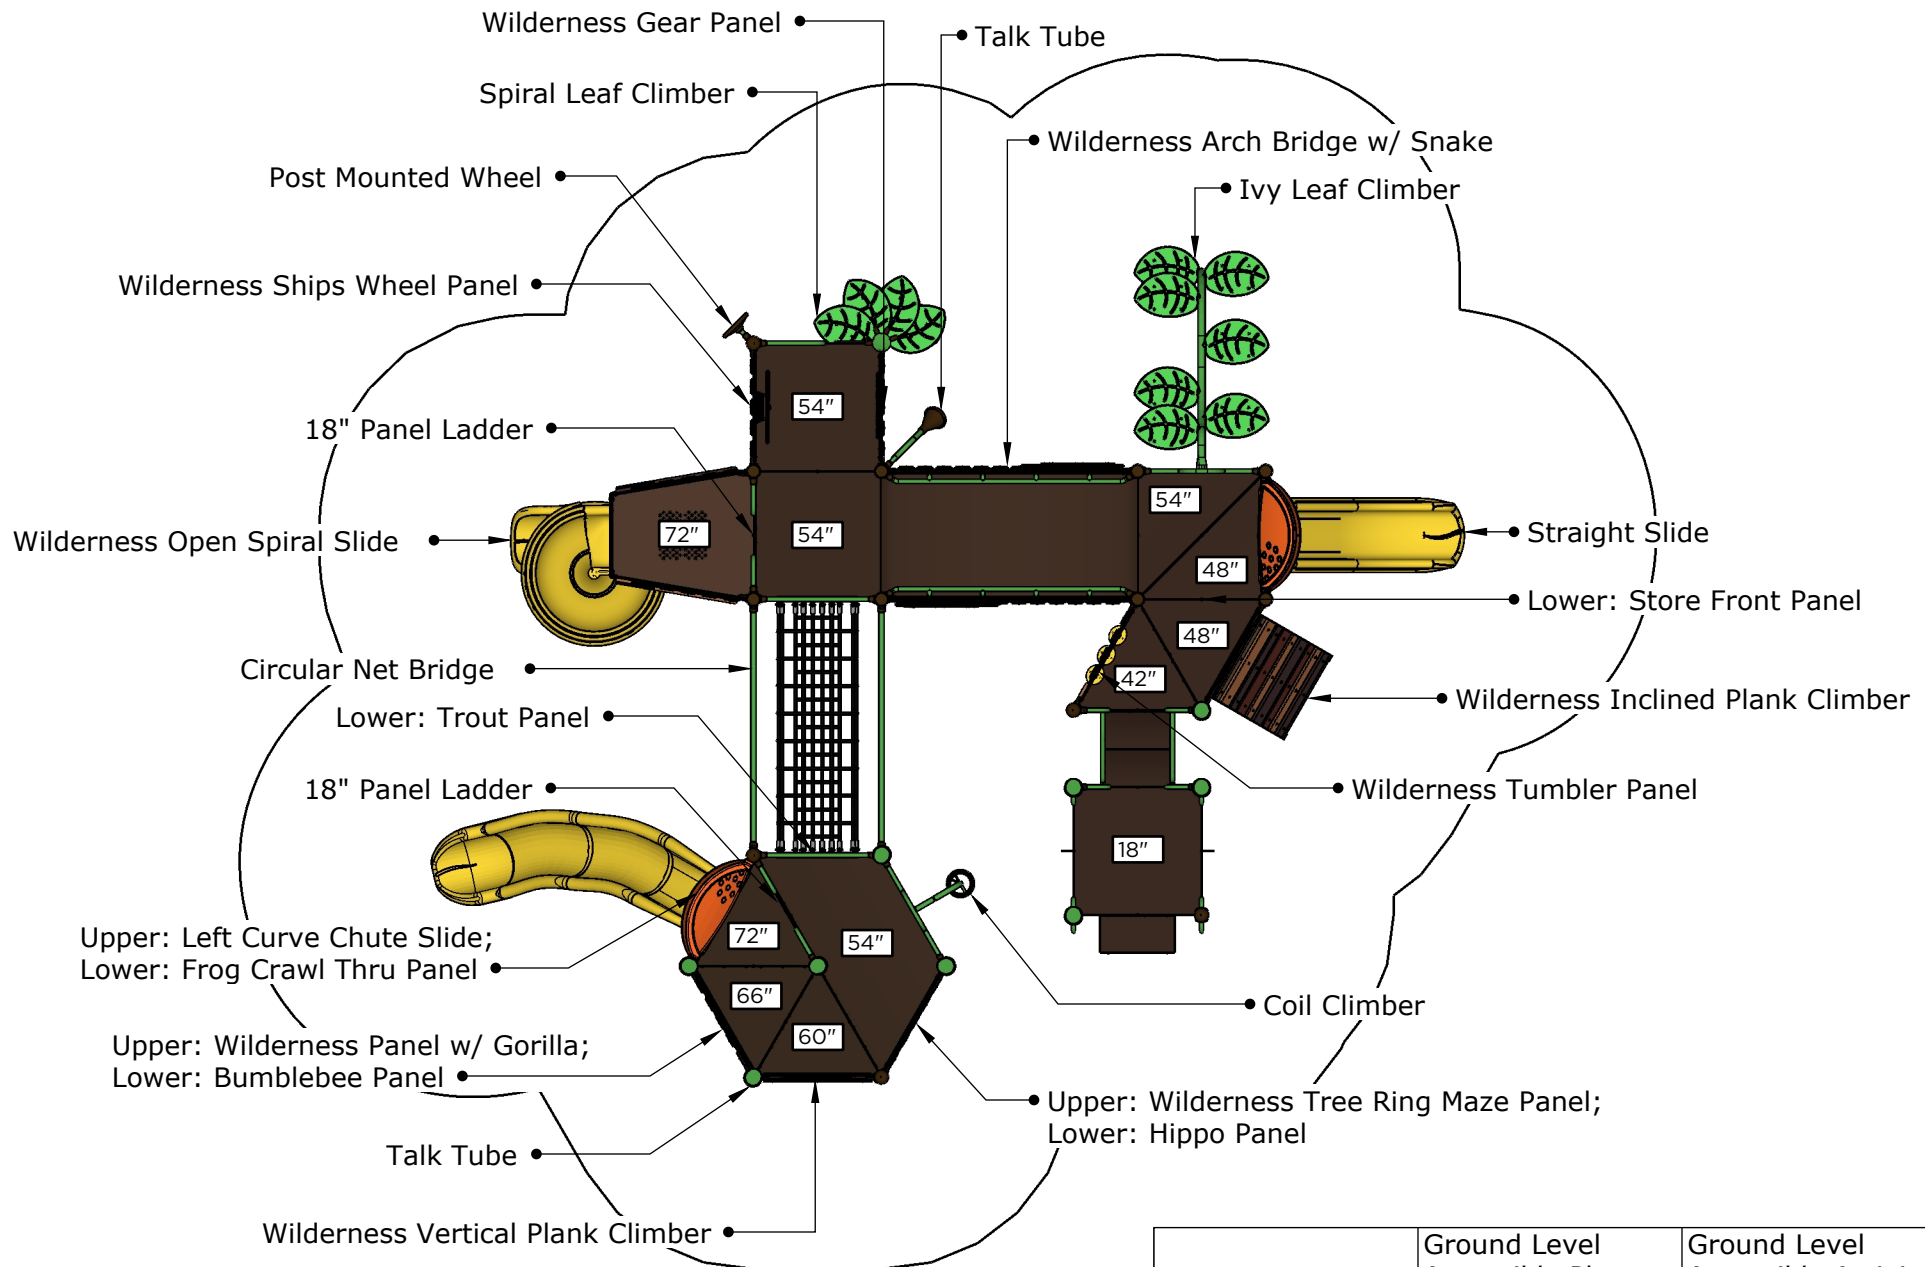 Wilderness Gear Panel
Talk Tube
Spiral Leaf Climber
Wilderness Arch Bridge w/ Snake
Post Mounted Wheel
Ivy Leaf Climber
Wilderness Ships Wheel Panel
54"
18" Panel Ladder
54"
72"
54"
Wilderness Open Spiral Slide
Straight Slide
48"
Lower: Store Front Panel
48"
Circular Net Bridge
42"
Wilderness Inclined Plank Climber
Lower: Trout Panel
18" Panel Ladder
Wilderness Tumbler Panel
18"
Upper: Left Curve Chute Slide;
Lower: Frog Crawl Thru Panel
72"
54"
66"
Coil Climber
60"
Upper: Wilderness Panel w/ Gorilla;
Lower: Bumblebee Panel
Upper: Wilderness Tree Ring Maze Panel;
Lower: Hippo Panel
Talk Tube
Wilderness Vertical Plank Climber
Ground Level
Ground Level